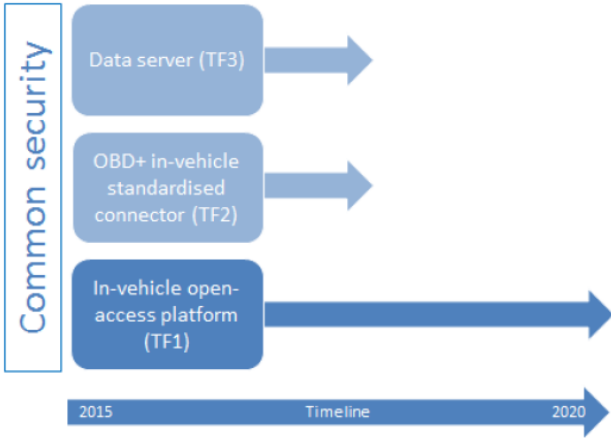 Common security
Data server (TF3)
OBD+ in-vehicle
standardised
connector (TF2)
In-vehicle open-
access platform
(TF1)
2015 Timeline 2020